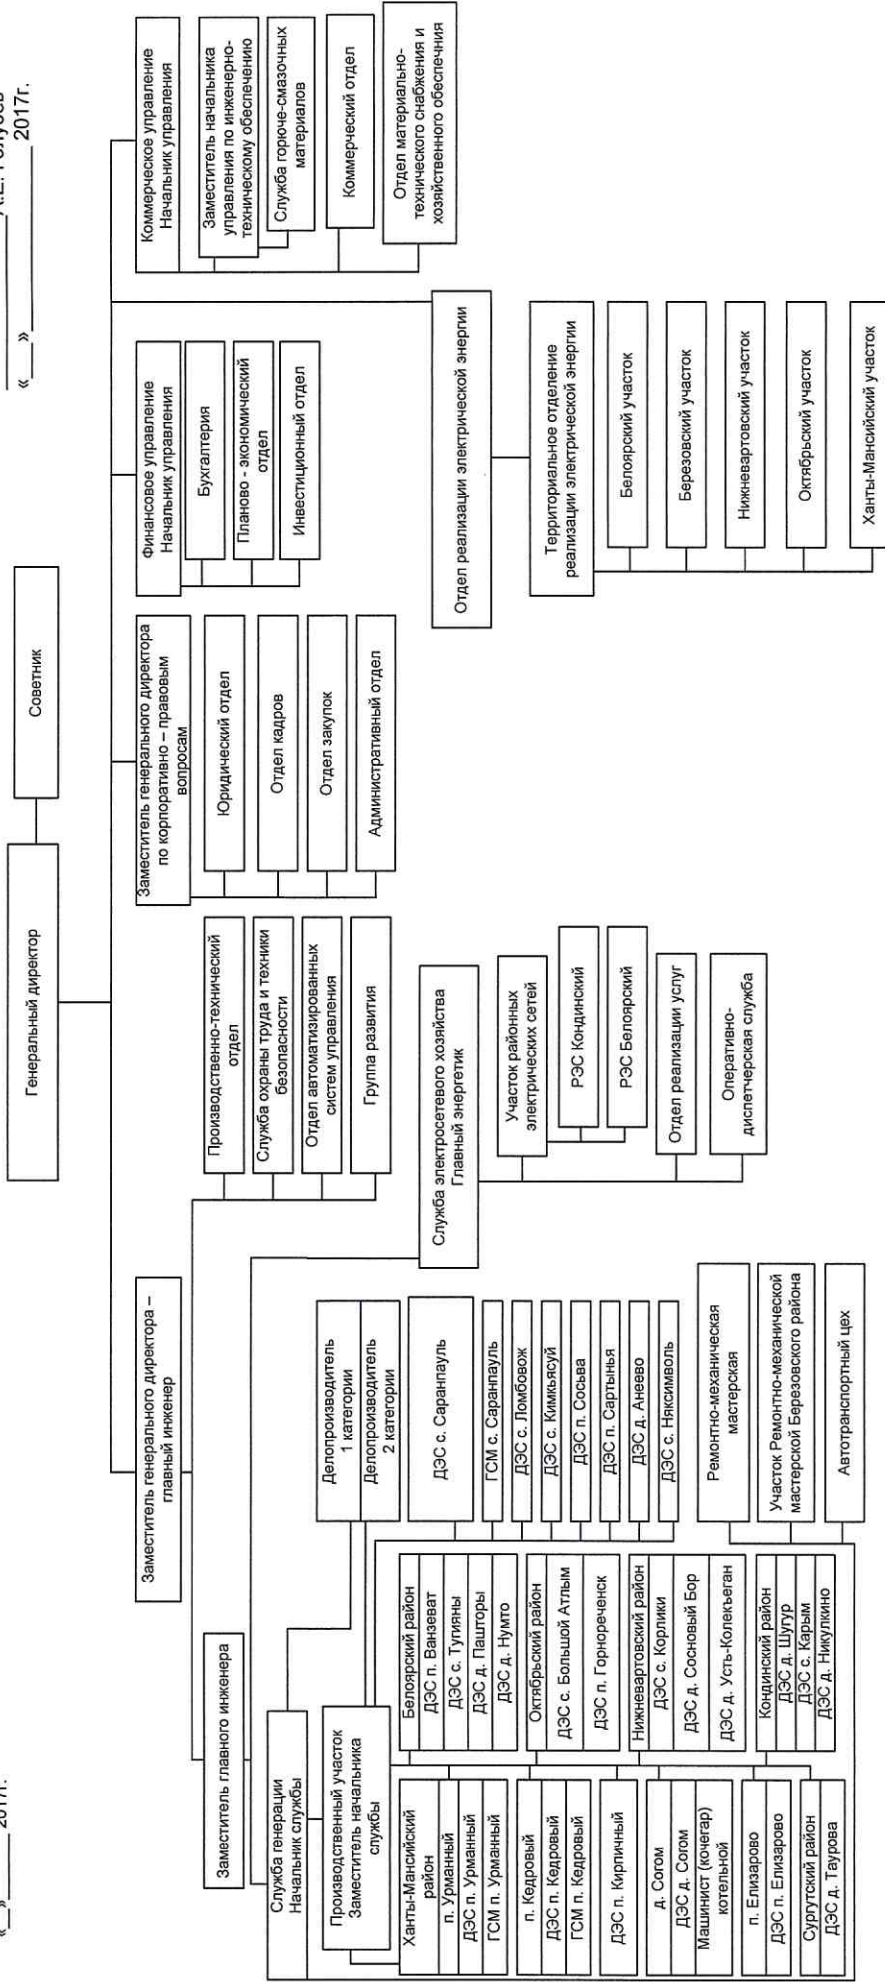 «__»______ 2017г.
«___»____________ 2017г.
Генеральный директор
Советник
Заместитель генерального директора –
главный инженер
Заместитель генерального директора
по корпоративно – правовым
вопросам
Финансовое управление
Начальник управления
Коммерческое управление
Начальник управления
Заместитель главного инженера
Производственно-технический
отдел
Служба охраны труда и техники
безопасности
Отдел автоматизированных
систем управления
Группа развития
Юридический отдел
Отдел кадров
Отдел закупок
Административный отдел
Бухгалтерия
Планово - экономический
отдел
Инвестиционный отдел
Заместитель начальника
управления по инженерно-
техническому обеспечению
Служба горюче-смазочных
материалов
Коммерческий отдел
Отдел материально-
технического снабжения и
хозяйственного обеспечния
Служба генерации
Начальник службы
Производственный участок
Заместитель начальника
службы
Делопроизводитель
1 категории
Делопроизводитель
2 категории
Ханты-Мансийский
район
п. Урманный
ДЭС п. Урманный
ГСМ п. Урманный
п. Кедровый
ДЭС п. Кедровый
ГСМ п. Кедровый
ДЭС п. Кирпичный
д. Согом
ДЭС д. Согом
Машинист (кочегар)
котельной
п. Елизарово
ДЭС п. Елизарово
Сургутский район
ДЭС д. Таурова
Белоярский район
ДЭС п. Ванзеват
ДЭС с. Тугияны
ДЭС д. Пашторы
ДЭС д. Нумто
Октябрьский район
ДЭС с. Большой Атлым
ДЭС п. Горнореченск
Нижневартовский район
ДЭС с. Корлики
ДЭС д. Сосновый Бор
ДЭС д. Усть-Колекъеган
Кондинский район
ДЭС д. Шугур
ДЭС с. Карым
ДЭС д. Никулкино
ДЭС с. Саранпауль
ГСМ с. Саранпауль
ДЭС с. Ломбовож
ДЭС с. Кимкьясуй
ДЭС п. Сосьва
ДЭС п. Сартынья
ДЭС д. Анеево
ДЭС с. Няксимволь
Ремонтно-механическая
мастерская
Участок Ремонтно-механической
мастерской Березовского района
Автотранспортный цех
Служба электросетевого хозяйства
Главный энергетик
Участок районных
электрических сетей
РЭС Кондинский
РЭС Белоярский
Отдел реализации услуг
Оперативно-
диспетчерская служба
Отдел реализации электрической энергии
Территориальное отделение
реализации электрической энергии
Белоярский участок
Березовский участок
Нижневартовский участок
Октябрьский участок
Ханты-Мансийский участок